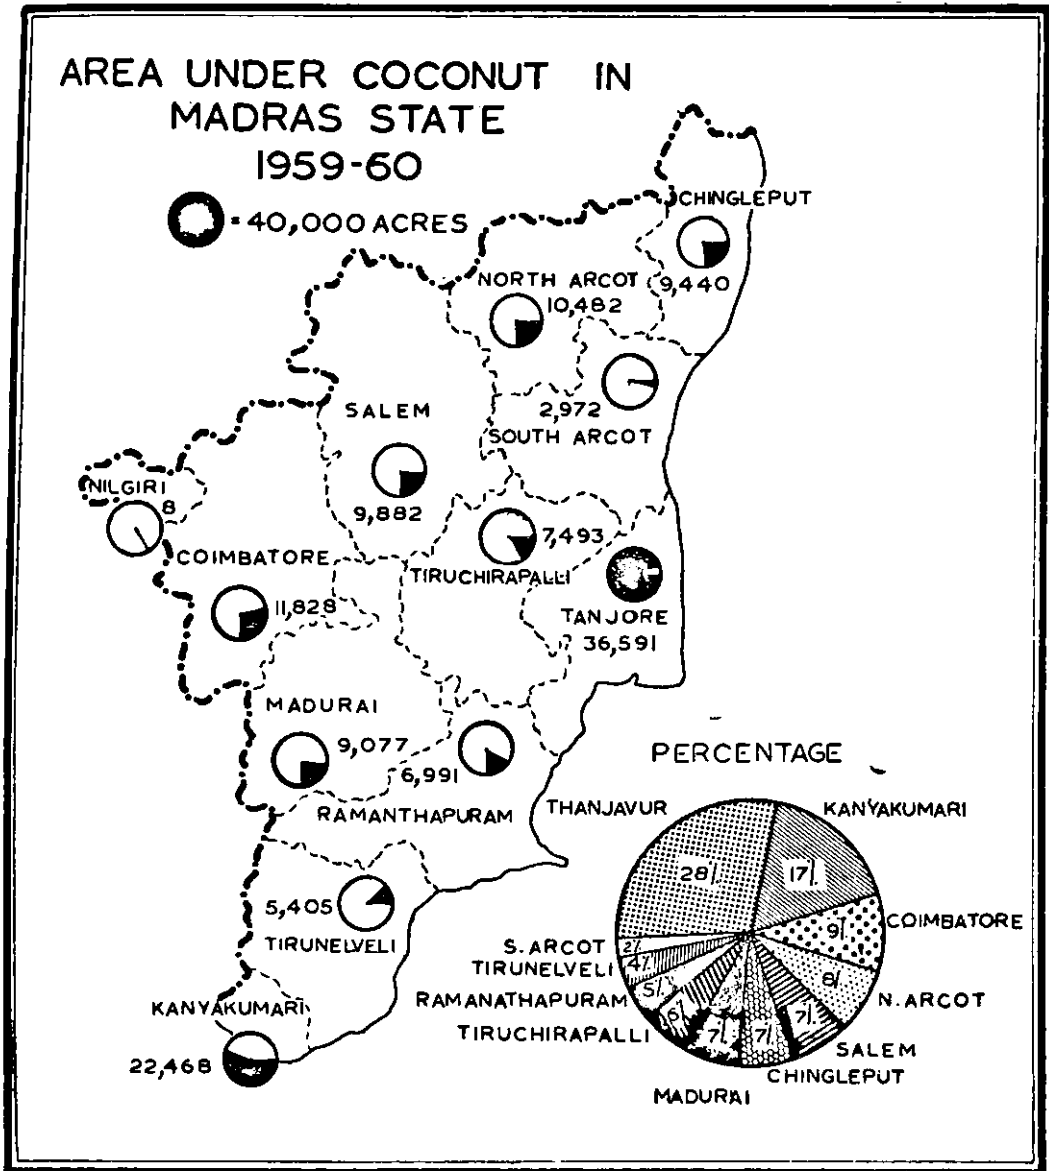 AREA UNDER COCONUT IN
MADRAS STATE
1959-60
= 40,000 ACRES
CHINGLEPUT
9,440
NORTH ARCOT
10,482
2,972
SOUTH ARCOT
SALEM
9,882
NILGIRI
8
COIMBATORE
11,828
7,493
TIRUCHIRAPALLI
TANJORE
36,591
MADURAI
9,077
6,991
RAMANTHAPURAM
5,405
TIRUNELVELI
KANYAKUMARI
22,468
PERCENTAGE
THANJAVUR
KANYAKUMARI
28%
17%
COIMBATORE
9%
S. ARCOT
2%
TIRUNELVELI
4%
N. ARCOT
8%
RAMANATHAPURAM
5%
TIRUCHIRAPALLI
6%
7%
7%
7%
SALEM
CHINGLEPUT
MADURAI